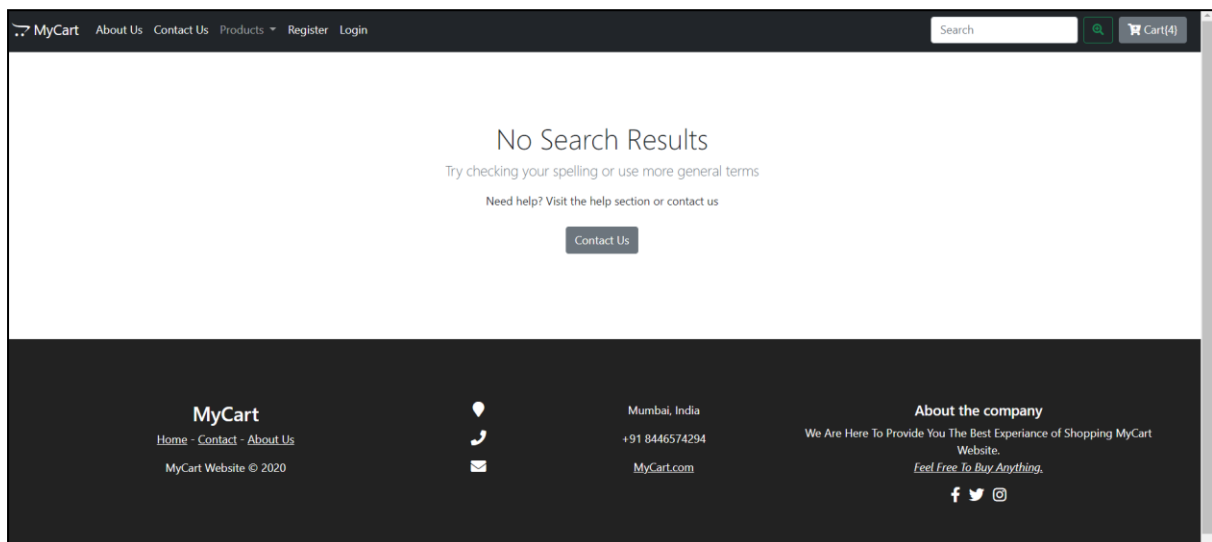 MyCart About Us Contact Us Products Register Login Search Cart(4)
No Search Results
Try checking your spelling or use more general terms
Need help? Visit the help section or contact us
Contact Us
MyCart
Home - Contact - About Us
MyCart Website © 2020
Mumbai, India
+91 8446574294
MyCart.com
About the company
We Are Here To Provide You The Best Experiance of Shopping MyCart
Website.
Feel Free To Buy Anything.